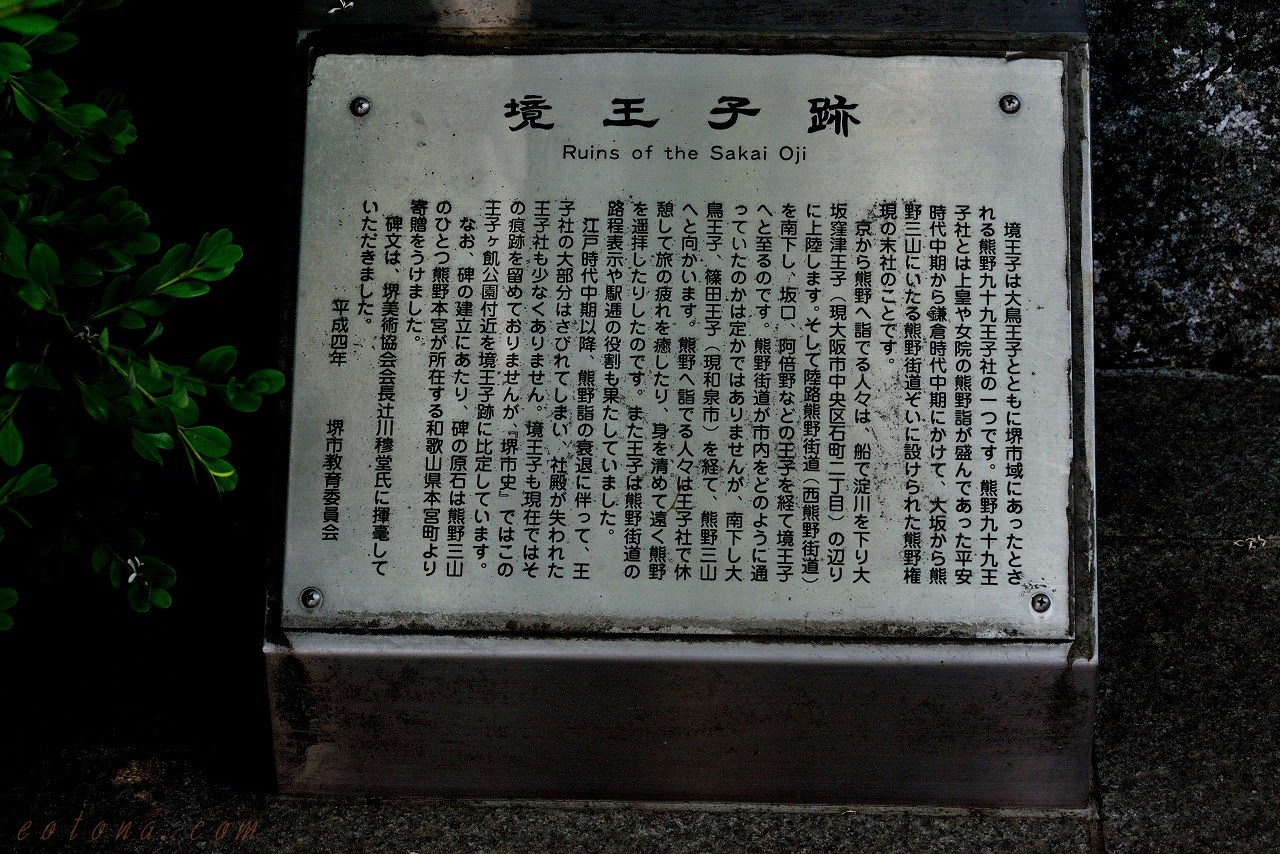 境王子跡
Ruins of the Sakai Oji
境王子は大鳥王子とともに堺市域にあったとさ
れる熊野九十九王子社の一つです。熊野九十九王
子社とは上皇や女院の熊野詣が盛んであった平安
時代中期から鎌倉時代中期にかけて、大坂から熊
野三山にいたる熊野街道ぞいに設けられた熊野権
現の末社のことです。
京から熊野へ詣でる人々は、船で淀川を下り大
坂窪津王子（現大阪市中央区石町二丁目）の辺り
に上陸します。そして陸路熊野街道（西熊野街道）
を南下し、坂口、阿倍野などの王子を経て境王子
へと至るのです。熊野街道が市内をどのように通
っていたのかは定かではありませんが、南下し大
鳥王子、篠田王子（現和泉市）を経て、熊野三山
へと向かいます。熊野へ詣でる人々は王子社で休
憩して旅の疲れを癒したり、身を清めて遠く熊野
を遥拝したりしたのです。また王子は熊野街道の
路程表示や駅逓の役割も果たしていました。
江戸時代中期以降、熊野詣の衰退に伴って、王
子社の大部分はさびれてしまい、社殿が失われた
王子社も少なくありません。境王子も現在ではそ
の痕跡を留めておりませんが、『堺市史』ではこの
王子ヶ飢公園付近を境王子跡に比定しています。
なお、碑の建立にあたり、碑の原石は熊野三山
のひとつ熊野本宮が所在する和歌山県本宮町より
寄贈をうけました。
碑文は、堺美術協会会長辻川穆堂氏に揮毫して
いただきました。
平成四年　堺市教育委員会
eotona.com